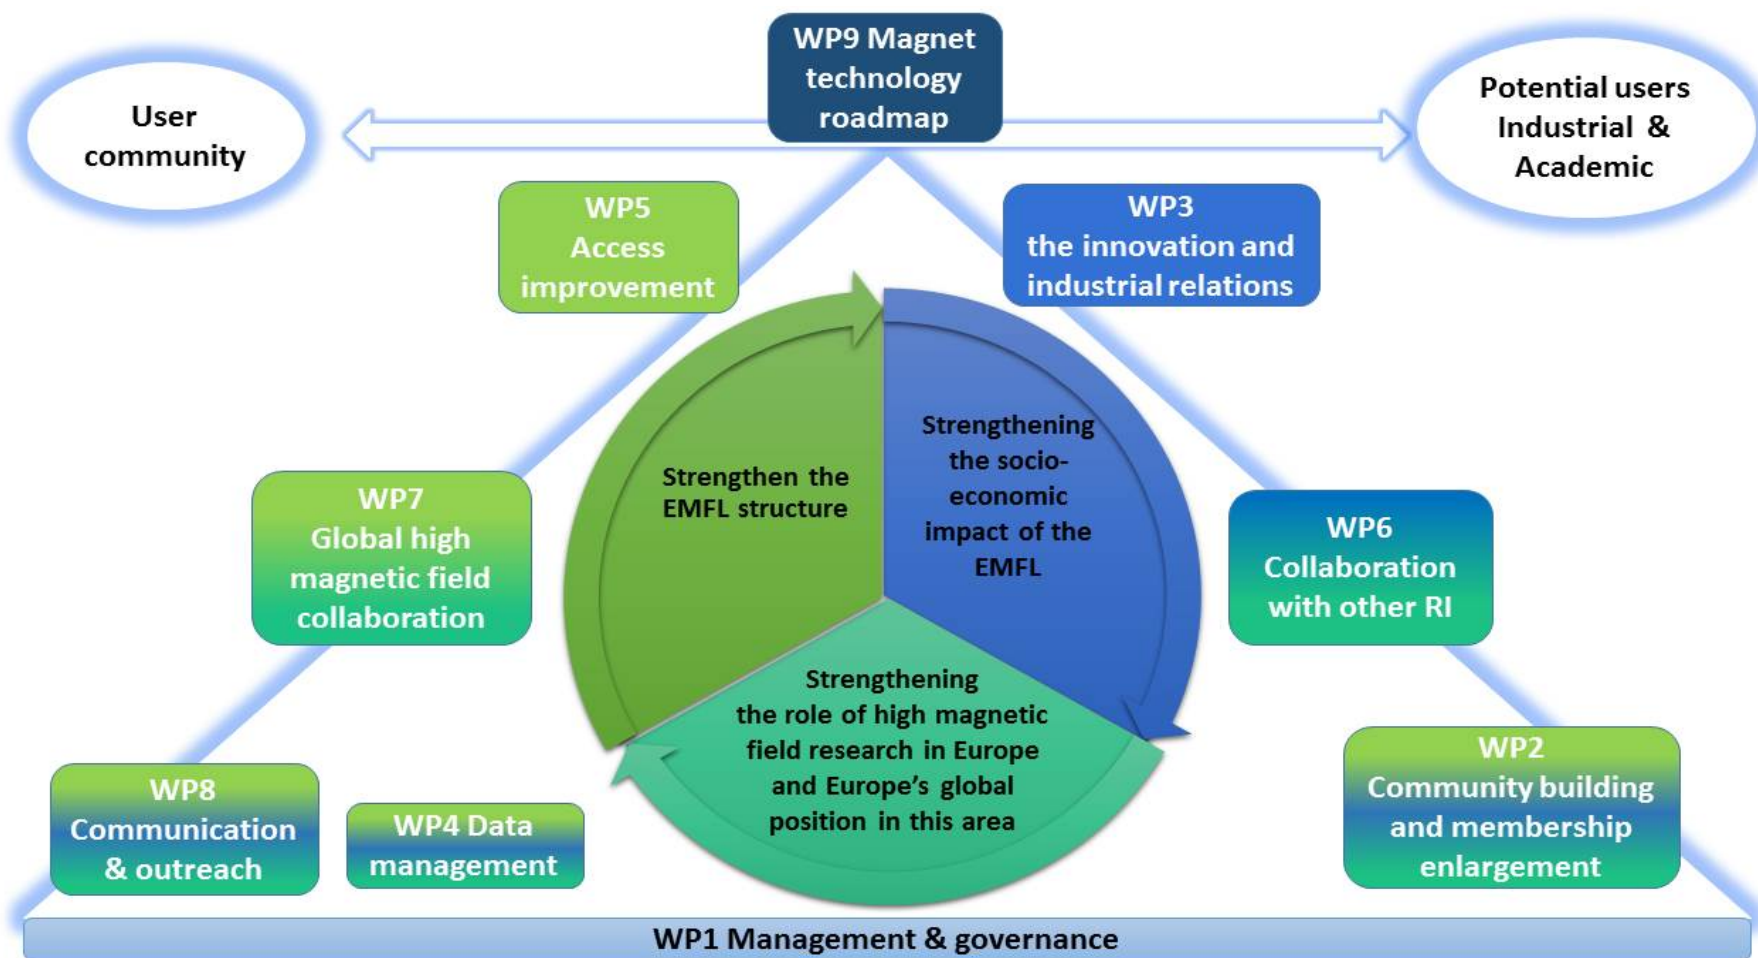 WP9 Magnet
technology
roadmap
User
community
Potential users
Industrial &
Academic
WP5
Access
improvement
WP3
the innovation and
industrial relations
Strengthen the
EMFL structure
Strengthening
the socio-
economic
impact of the
EMFL
WP7
Global high
magnetic field
collaboration
WP6
Collaboration
with other RI
Strengthening
the role of high magnetic
field research in Europe
and Europe's global
position in this area
WP8
Communication
& outreach
WP4 Data
management
WP2
Community building
and membership
enlargement
WP1 Management & governance